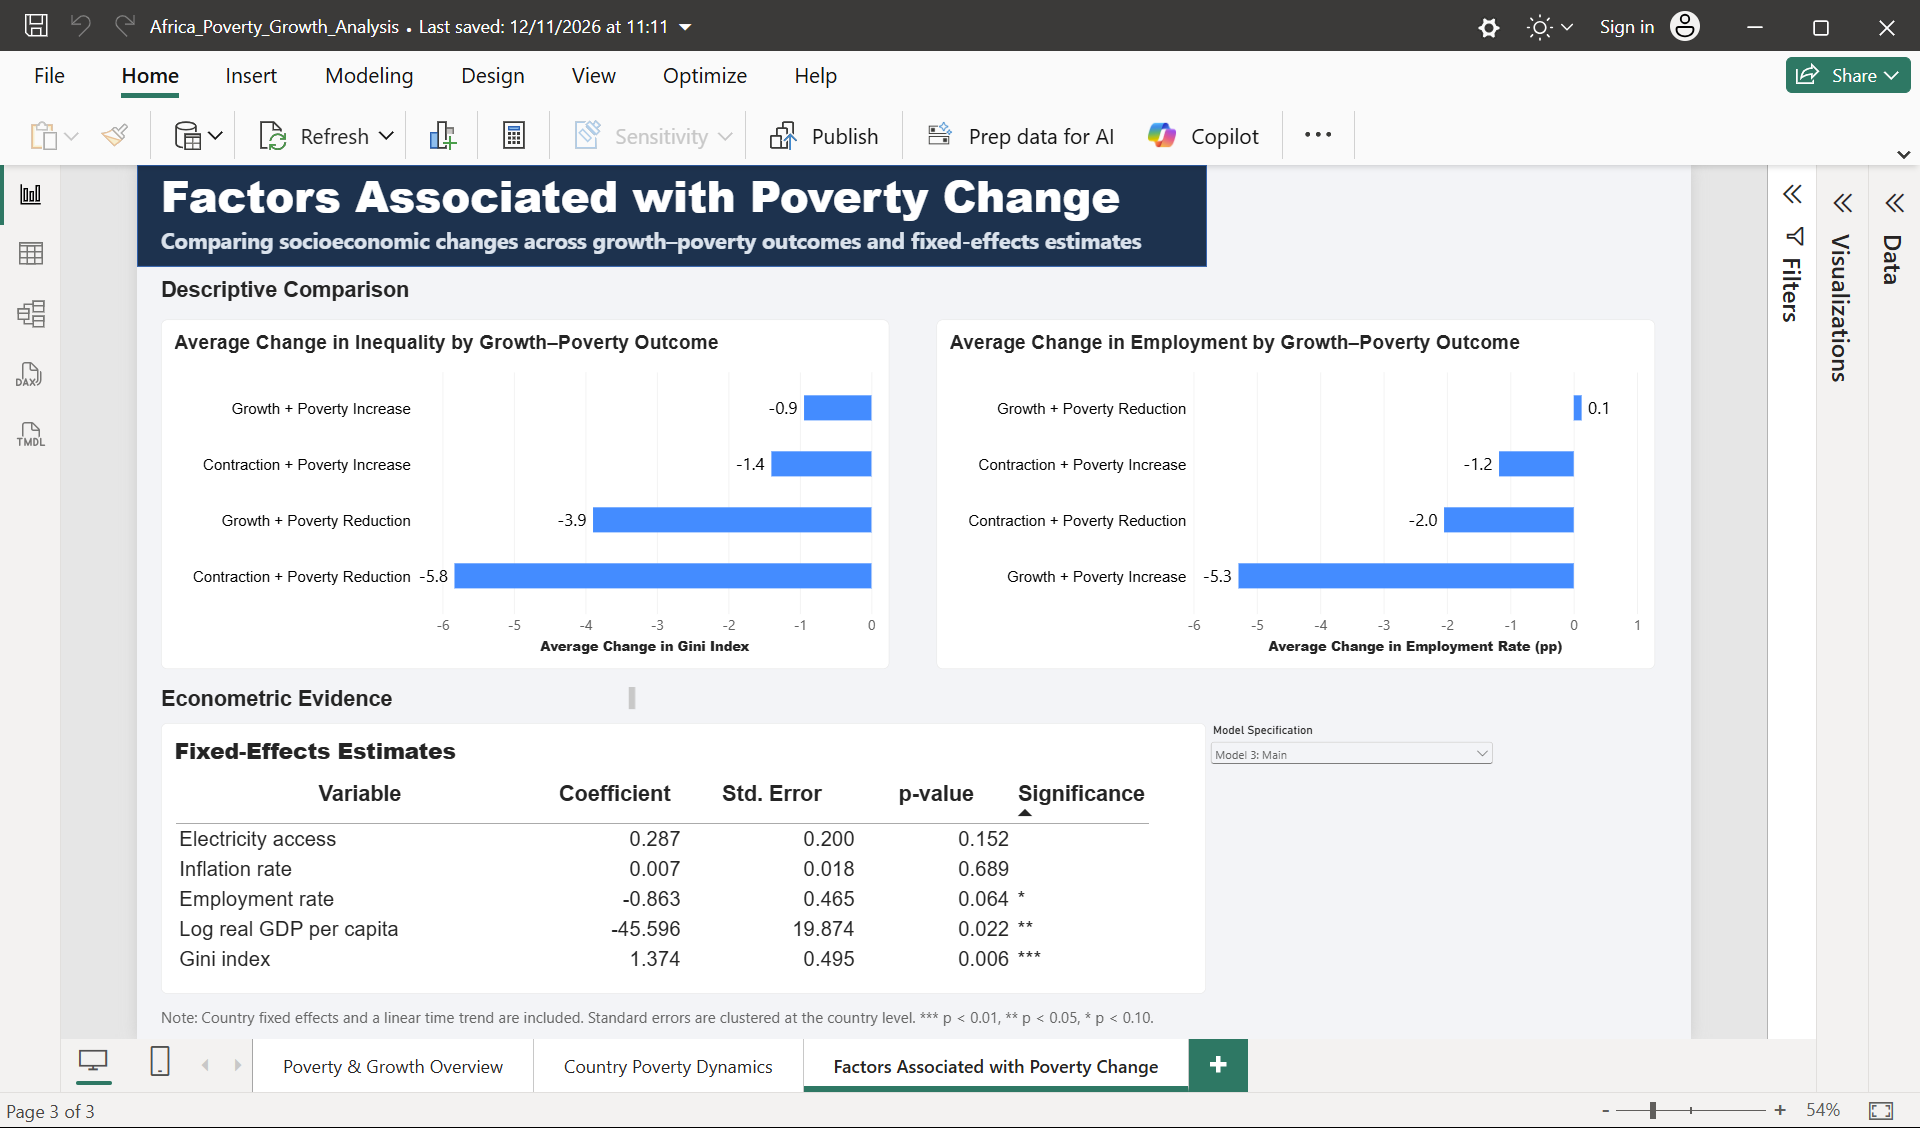 Africa_Poverty_Growth_Analysis • Last saved: 12/11/2026 at 11:11
Sign in
File Home Insert Modeling Design View Optimize Help
Share
Refresh Sensitivity Publish Prep data for AI Copilot
Factors Associated with Poverty Change
Comparing socioeconomic changes across growth–poverty outcomes and fixed-effects estimates
Descriptive Comparison
Average Change in Inequality by Growth–Poverty Outcome
Growth + Poverty Increase -0.9
Contraction + Poverty Increase -1.4
Growth + Poverty Reduction -3.9
Contraction + Poverty Reduction -5.8
-6 -5 -4 -3 -2 -1 0
Average Change in Gini Index
Average Change in Employment by Growth–Poverty Outcome
Growth + Poverty Reduction 0.1
Contraction + Poverty Increase -1.2
Contraction + Poverty Reduction -2.0
Growth + Poverty Increase -5.3
-6 -5 -4 -3 -2 -1 0 1
Average Change in Employment Rate (pp)
Econometric Evidence
Fixed-Effects Estimates
Variable Coefficient Std. Error p-value Significance
Electricity access 0.287 0.200 0.152
Inflation rate 0.007 0.018 0.689
Employment rate -0.863 0.465 0.064 *
Log real GDP per capita -45.596 19.874 0.022 **
Gini index 1.374 0.495 0.006 ***
Model Specification
Model 3: Main
Note: Country fixed effects and a linear time trend are included. Standard errors are clustered at the country level. *** p < 0.01, ** p < 0.05, * p < 0.10.
Filters
Visualizations
Data
DAX
TMDL
Poverty & Growth Overview Country Poverty Dynamics Factors Associated with Poverty Change +
Page 3 of 3
- + 54%